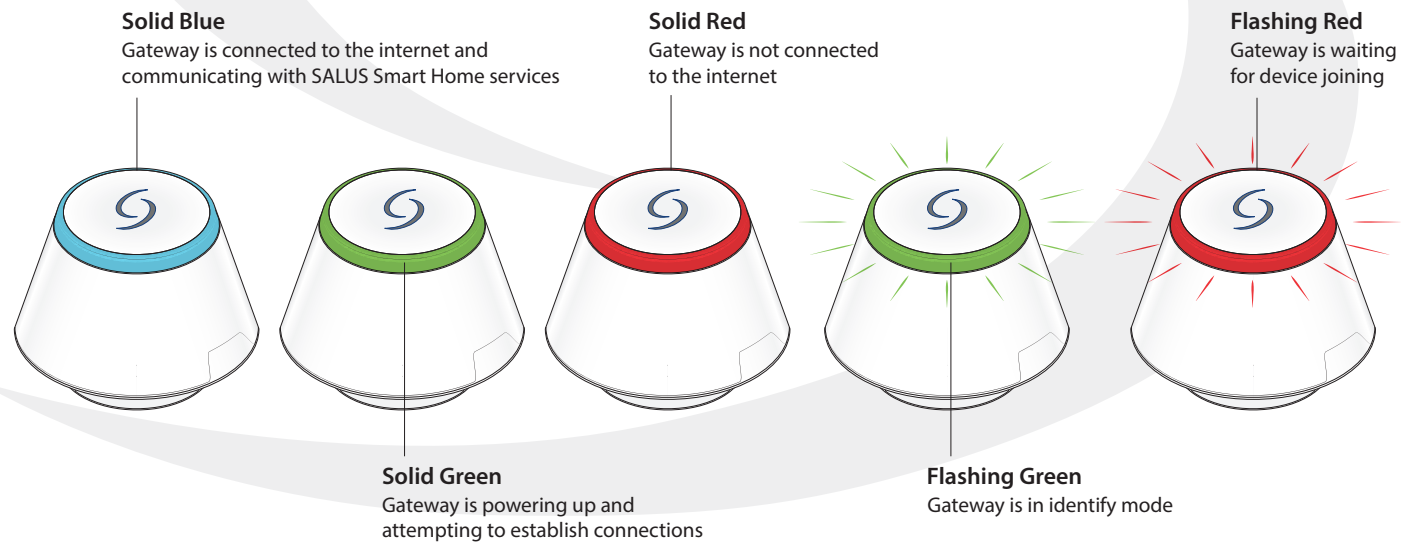 Solid Blue
Gateway is connected to the internet and
communicating with SALUS Smart Home services
Solid Red
Gateway is not connected
to the internet
Flashing Red
Gateway is waiting
for device joining
Solid Green
Gateway is powering up and
attempting to establish connections
Flashing Green
Gateway is in identify mode